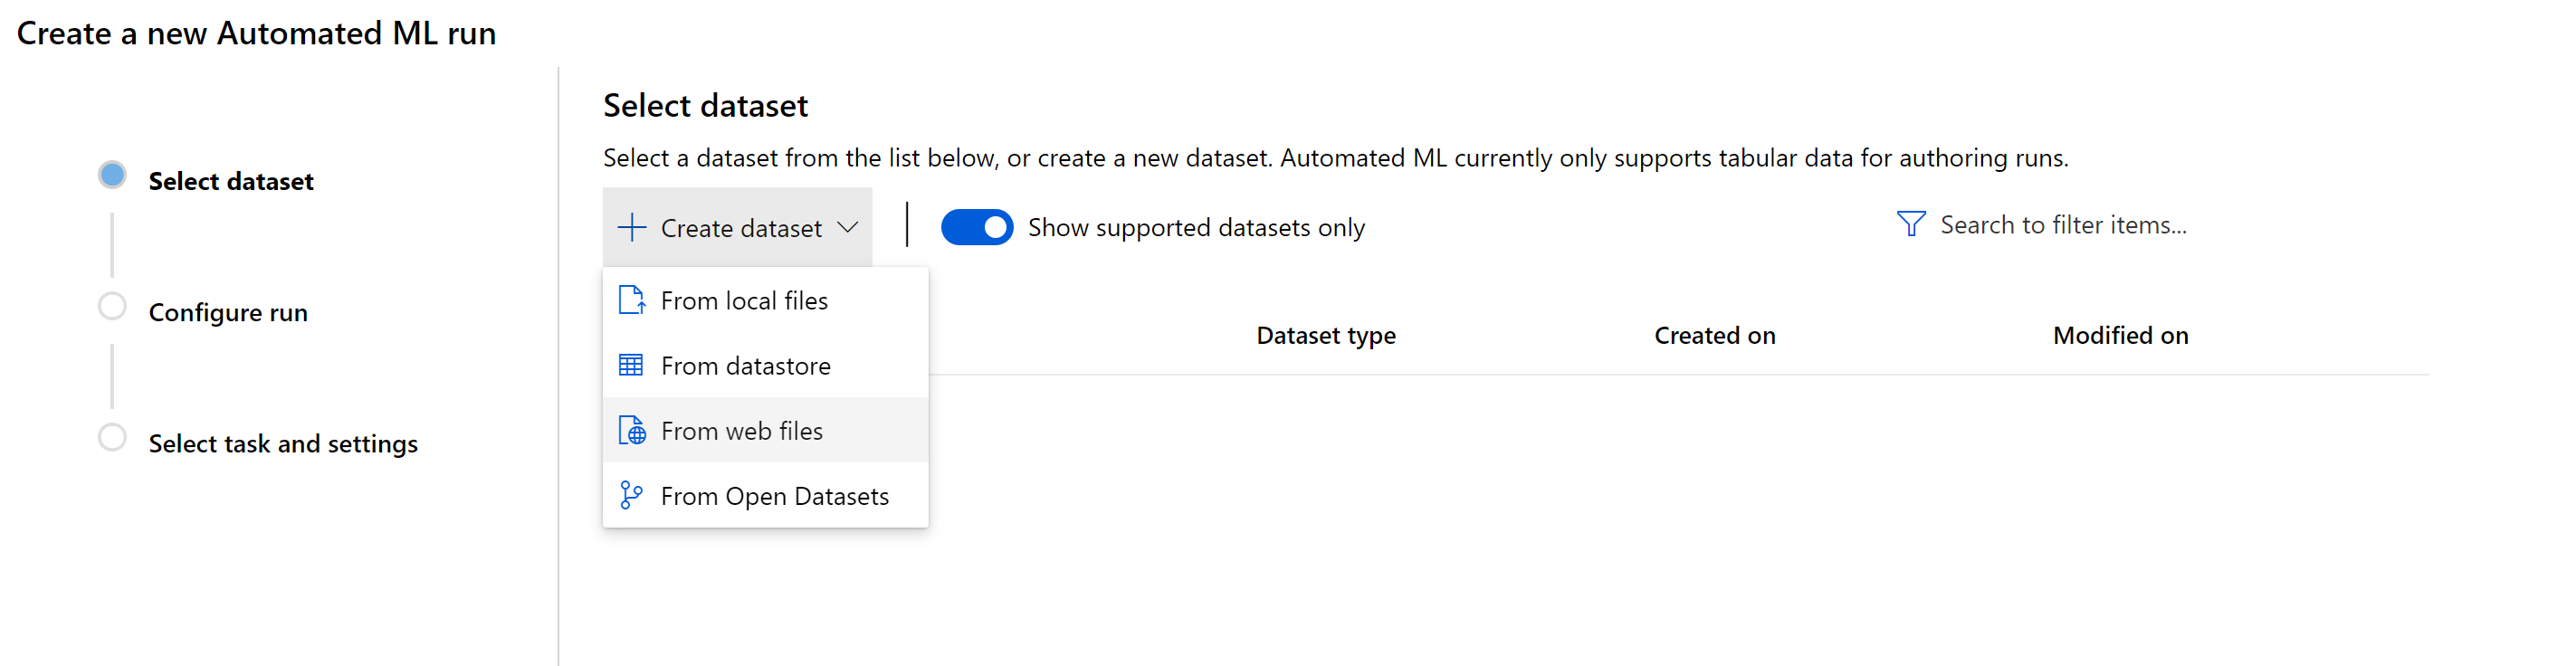 Create a new Automated ML run
Select dataset
Configure run
Select task and settings
Select dataset
Select a dataset from the list below, or create a new dataset. Automated ML currently only supports tabular data for authoring runs.
Create dataset
Show supported datasets only
Search to filter items...
From local files
From datastore
From web files
From Open Datasets
Dataset type
Created on
Modified on